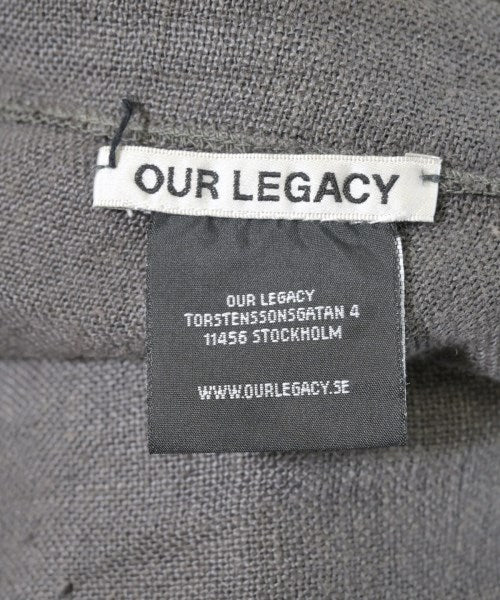 OUR LEGACY
OUR LEGACY
TORSTENSSONSGATAN 4
11456 STOCKHOLM
WWW.OURLEGACY.SE